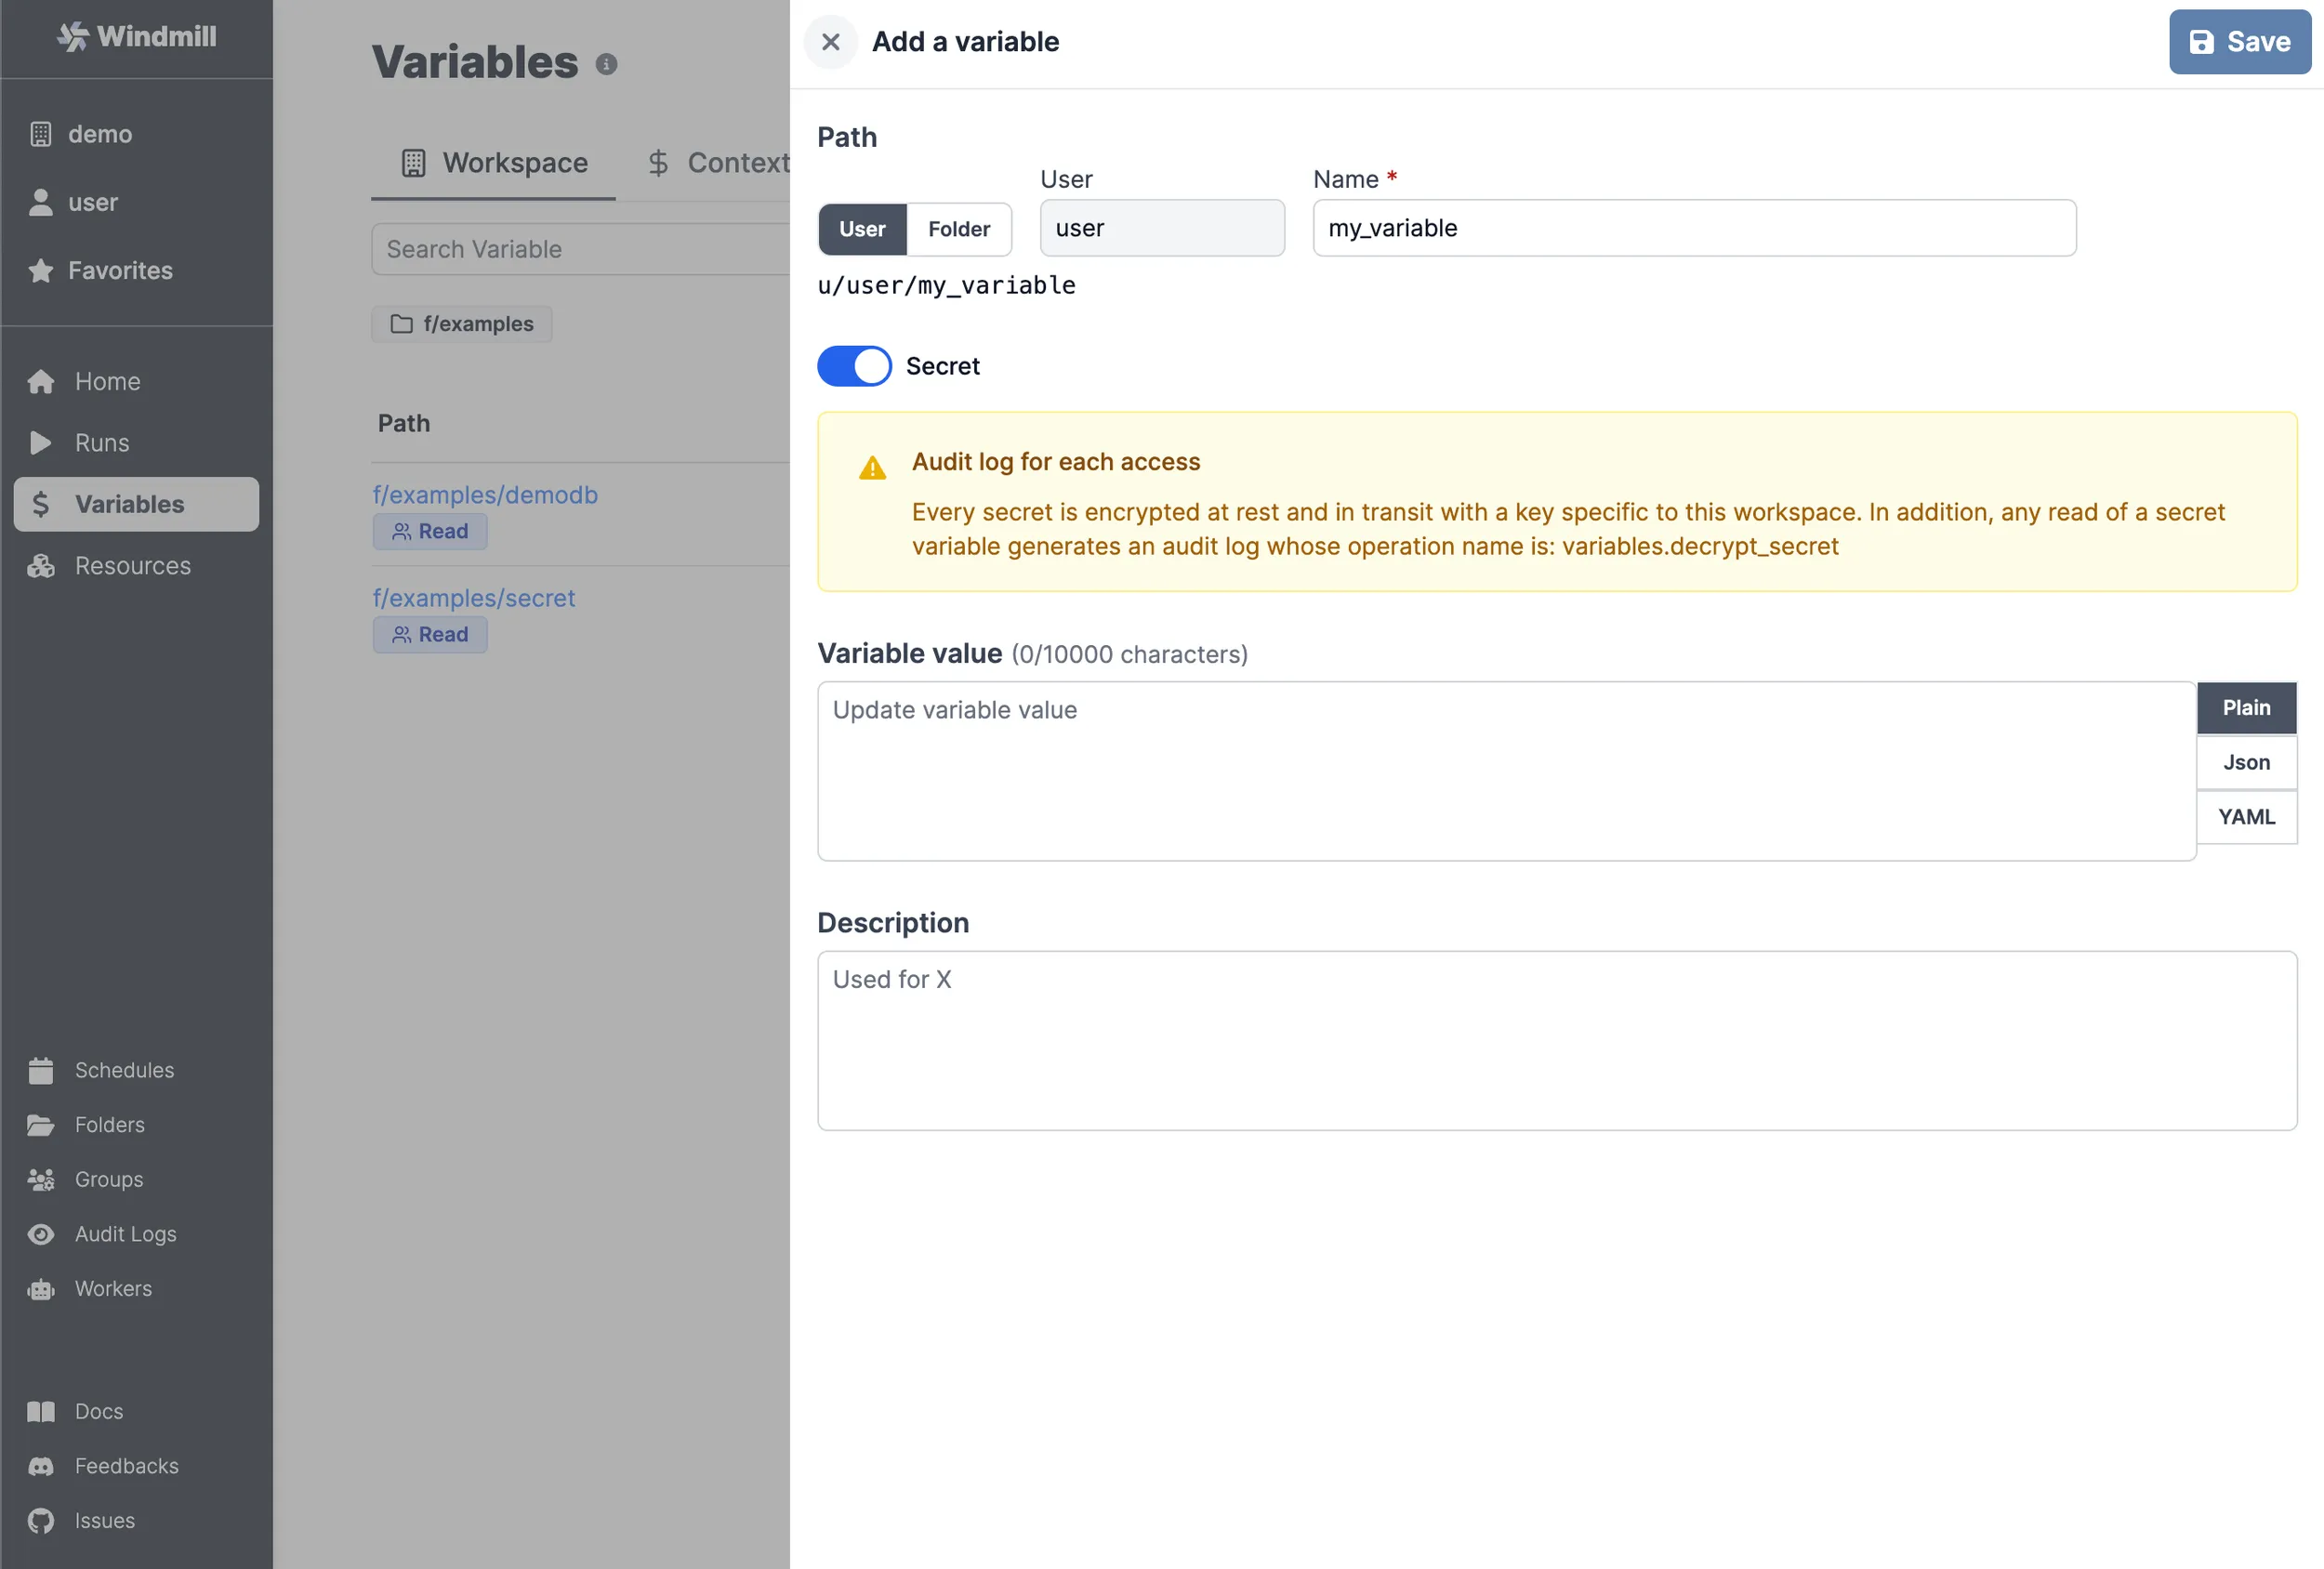 Windmill
demo
user
Favorites
Home
Runs
Variables
Resources
Schedules
Folders
Groups
Audit Logs
Workers
Docs
Feedbacks
Issues
Variables
Workspace
Context
Search Variable
f/examples
Path
f/examples/demodb
Read
f/examples/secret
Read
Add a variable
Save
Path
User
Name *
User
Folder
user
my_variable
u/user/my_variable
Secret
Audit log for each access
Every secret is encrypted at rest and in transit with a key specific to this workspace. In addition, any read of a secret
variable generates an audit log whose operation name is: variables.decrypt_secret
Variable value (0/10000 characters)
Update variable value
Plain
Json
YAML
Description
Used for X